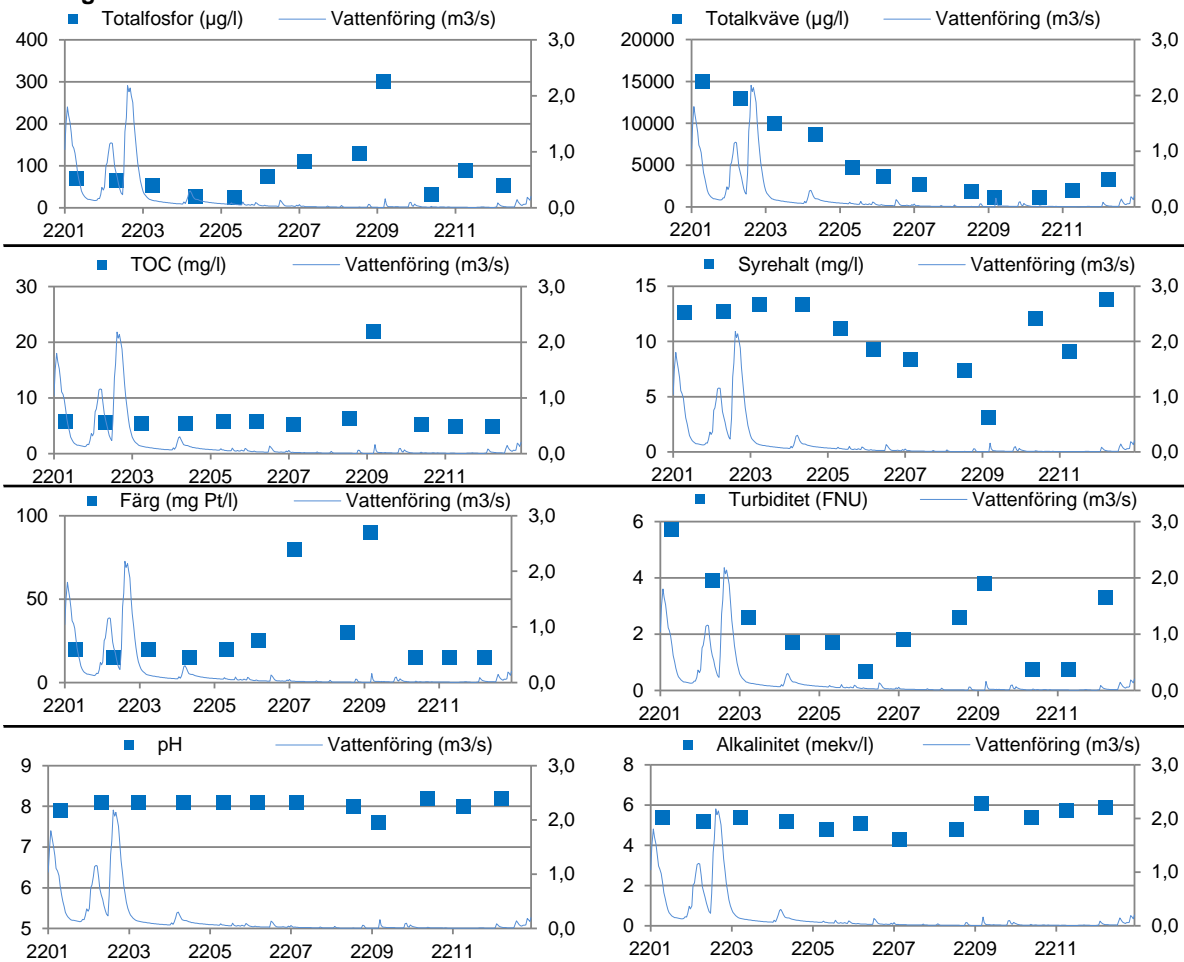 Totalfosfor (µg/l) Vattenföring (m3/s)
400 3,0
300 2,0
200
100 1,0
0 0,0
2201 2203 2205 2207 2209 2211
Totalkväve (µg/l) Vattenföring (m3/s)
20000 3,0
15000 2,0
10000
5000 1,0
0 0,0
2201 2203 2205 2207 2209 2211
TOC (mg/l) Vattenföring (m3/s)
30 3,0
20 2,0
10 1,0
0 0,0
2201 2203 2205 2207 2209 2211
Syrehalt (mg/l) Vattenföring (m3/s)
15 3,0
10 2,0
5 1,0
0 0,0
2201 2203 2205 2207 2209 2211
Färg (mg Pt/l) Vattenföring (m3/s)
100 3,0
2,0
50
1,0
0 0,0
2201 2203 2205 2207 2209 2211
Turbiditet (FNU) Vattenföring (m3/s)
6 3,0
4 2,0
2 1,0
0 0,0
2201 2203 2205 2207 2209 2211
pH Vattenföring (m3/s)
9 3,0
8 2,0
7
6 1,0
5 0,0
2201 2203 2205 2207 2209 2211
Alkalinitet (mekv/l) Vattenföring (m3/s)
8 3,0
6 2,0
4
2 1,0
0 0,0
2201 2203 2205 2207 2209 2211